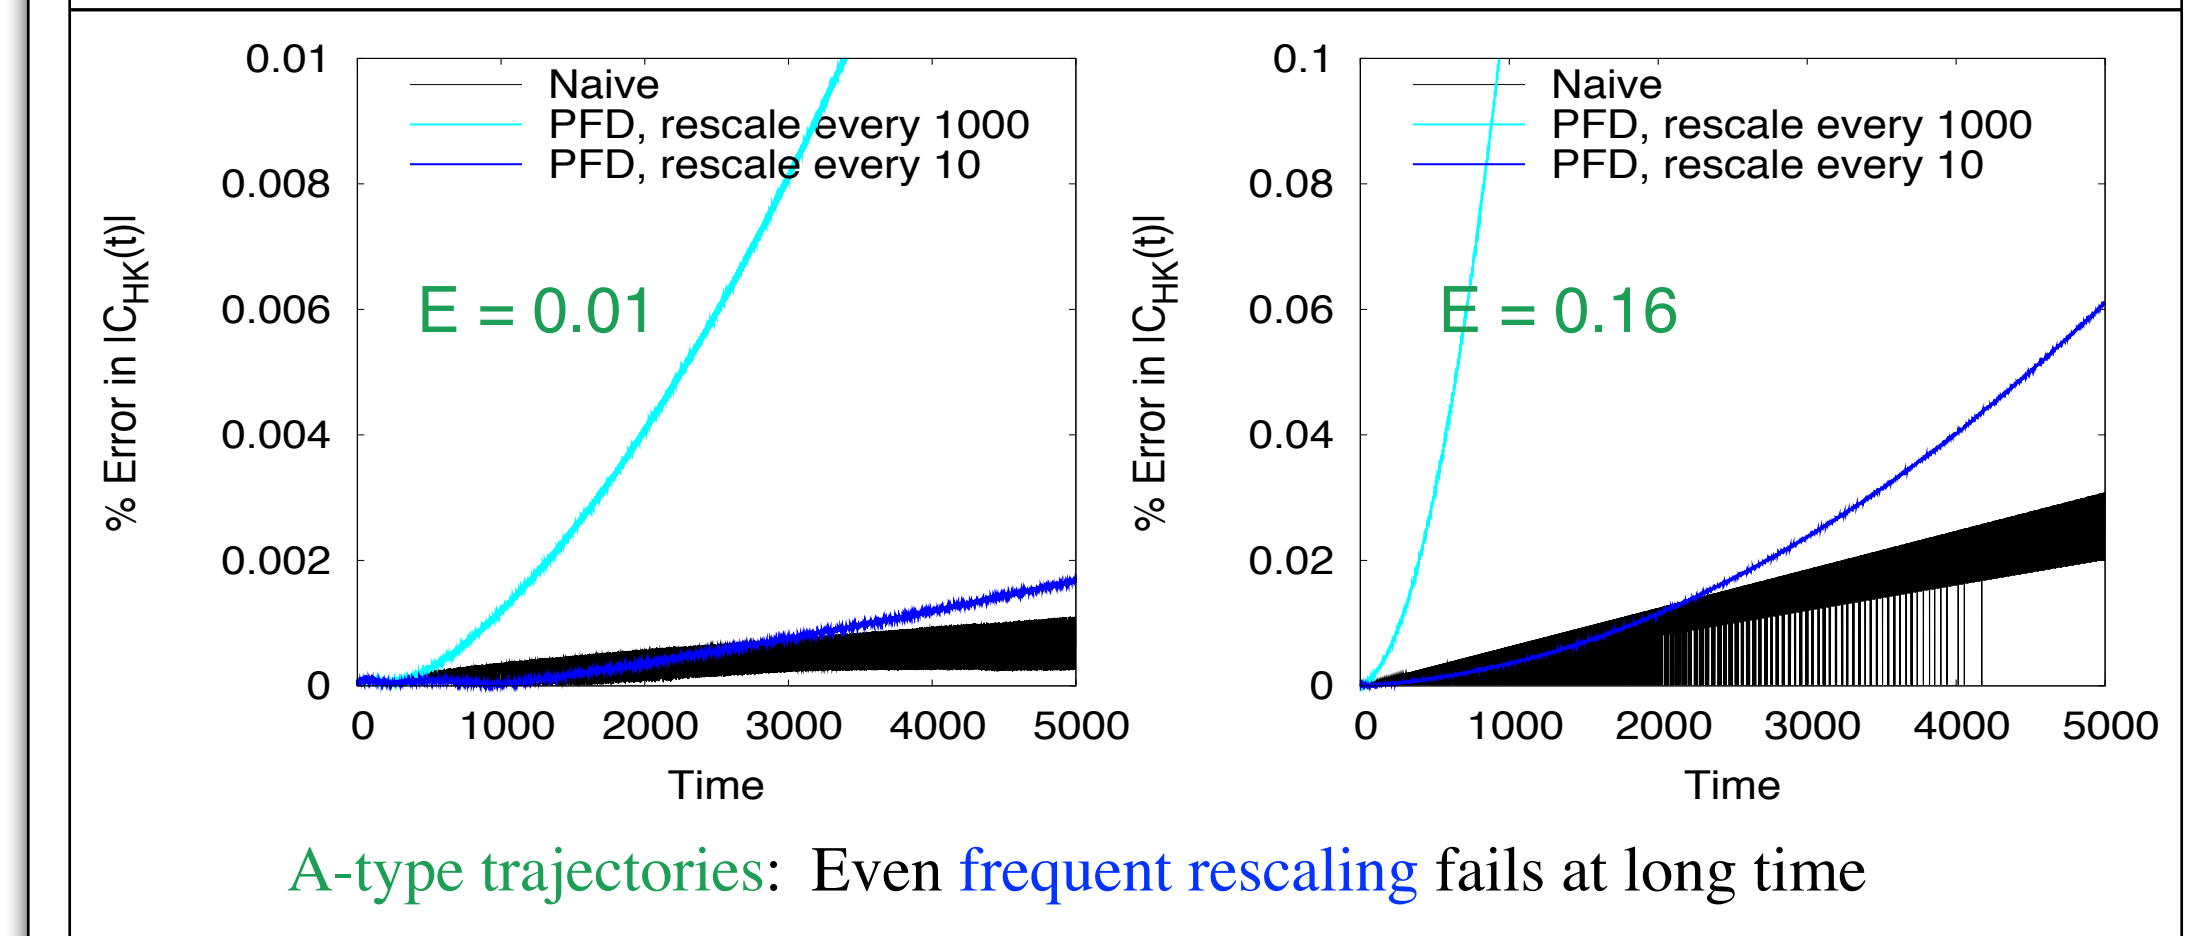 0.01
0.008
0.006
0.004
0.002
0
% Error in |C_HK(t)|
Naive
PFD, rescale every 1000
PFD, rescale every 10
E = 0.01
0 1000 2000 3000 4000 5000
Time
0.1
0.08
0.06
0.04
0.02
0
% Error in |C_HK(t)|
Naive
PFD, rescale every 1000
PFD, rescale every 10
E = 0.16
0 1000 2000 3000 4000 5000
Time
A-type trajectories: Even frequent rescaling fails at long time